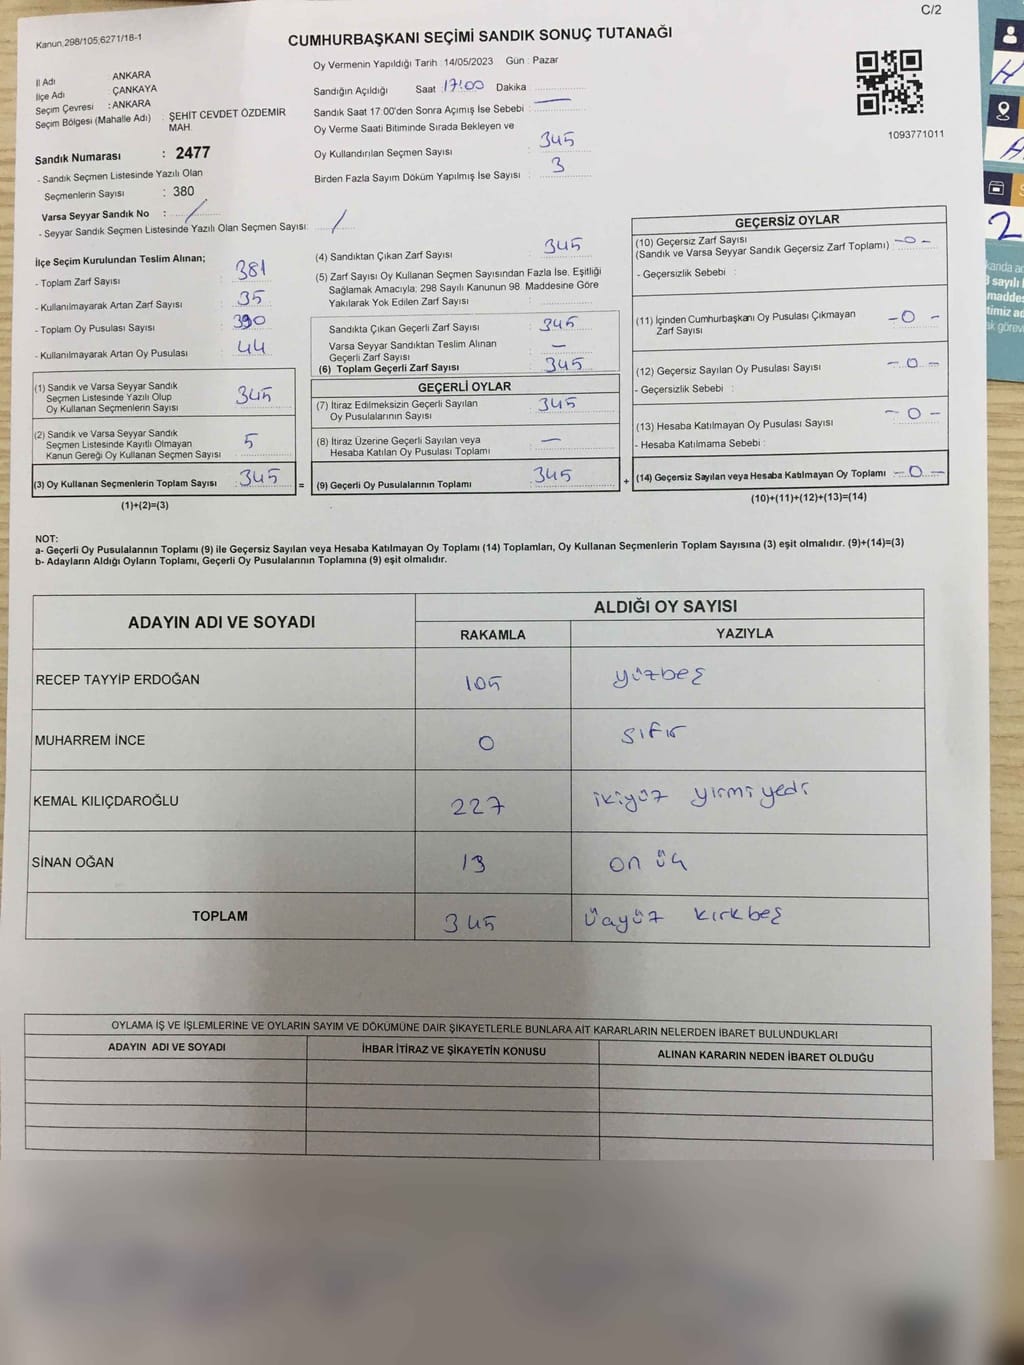 C/2
Kanun,298/105,6271/18-1
CUMHURBAŞKANI SEÇİMİ SANDIK SONUÇ TUTANAĞI
İl Adı : ANKARA
İlçe Adı : ÇANKAYA
Seçim Çevresi : ANKARA
Seçim Bölgesi (Mahalle Adı) : ŞEHİT CEVDET ÖZDEMİR
MAH.
Sandık Numarası : 2477
- Sandık Seçmen Listesinde Yazılı Olan
Seçmenlerin Sayısı : 380
Varsa Seyyar Sandık No : /
- Seyyar Sandık Seçmen Listesinde Yazılı Olan Seçmen Sayısı: /
Oy Vermenin Yapıldığı Tarih : 14/05/2023 Gün : Pazar
Sandığın Açıldığı Saat : 17:00 Dakika
Sandık Saat 17:00'den Sonra Açılmış İse Sebebi : —
Oy Verme Saati Bitiminde Sırada Bekleyen ve
Oy Kullandırılan Seçmen Sayısı : 345
Birden Fazla Sayım Döküm Yapılmış İse Sayısı : 3
1093771011
İlçe Seçim Kurulundan Teslim Alınan;
- Toplam Zarf Sayısı : 381
- Kullanılmayarak Artan Zarf Sayısı : 35
- Toplam Oy Pusulası Sayısı : 390
- Kullanılmayarak Artan Oy Pusulası : 44
(1) Sandık ve Varsa Seyyar Sandık
Seçmen Listesinde Yazılı Olup
Oy Kullanan Seçmenlerin Sayısı : 345
(2) Sandık ve Varsa Seyyar Sandık
Seçmen Listesinde Kayıtlı Olmayan
Kanun Gereği Oy Kullanan Seçmen Sayısı : 5
(3) Oy Kullanan Seçmenlerin Toplam Sayısı : 345 =
(1)+(2)=(3)
(4) Sandıktan Çıkan Zarf Sayısı : 345
(5) Zarf Sayısı Oy Kullanan Seçmen Sayısından Fazla İse, Eşitliği
Sağlamak Amacıyla; 298 Sayılı Kanunun 98. Maddesine Göre
Yakılarak Yok Edilen Zarf Sayısı :
Sandıkta Çıkan Geçerli Zarf Sayısı : 345
Varsa Seyyar Sandıktan Teslim Alınan
Geçerli Zarf Sayısı : —
(6) Toplam Geçerli Zarf Sayısı : 345
GEÇERLİ OYLAR
(7) İtiraz Edilmeksizin Geçerli Sayılan
Oy Pusulalarının Sayısı : 345
(8) İtiraz Üzerine Geçerli Sayılan veya
Hesaba Katılan Oy Pusulası Toplamı : —
(9) Geçerli Oy Pusulalarının Toplamı : 345 +
GEÇERSİZ OYLAR
(10) Geçersiz Zarf Sayısı
(Sandık ve Varsa Seyyar Sandık Geçersiz Zarf Toplamı) : - 0 -
- Geçersizlik Sebebi :
(11) İçinden Cumhurbaşkanı Oy Pusulası Çıkmayan
Zarf Sayısı : - 0 -
(12) Geçersiz Sayılan Oy Pusulası Sayısı : - 0 -
- Geçersizlik Sebebi :
(13) Hesaba Katılmayan Oy Pusulası Sayısı : - 0 -
- Hesaba Katılmama Sebebi :
(14) Geçersiz Sayılan veya Hesaba Katılmayan Oy Toplamı : - 0 -
(10)+(11)+(12)+(13)=(14)
NOT:
a- Geçerli Oy Pusulalarının Toplamı (9) ile Geçersiz Sayılan veya Hesaba Katılmayan Oy Toplamı (14) Toplamları, Oy Kullanan Seçmenlerin Toplam Sayısına (3) eşit olmalıdır. (9)+(14)=(3)
b- Adayların Aldığı Oyların Toplamı, Geçerli Oy Pusulalarının Toplamına (9) eşit olmalıdır.
ADAYIN ADI VE SOYADI ALDIĞI OY SAYISI
RAKAMLA YAZIYLA
RECEP TAYYİP ERDOĞAN 105 yüzbeş
MUHARREM İNCE 0 sıfır
KEMAL KILIÇDAROĞLU 227 ikiyüz yirmi yedi
SİNAN OĞAN 13 on üç
TOPLAM 345 üçyüz kırkbeş
OYLAMA İŞ VE İŞLEMLERİNE VE OYLARIN SAYIM VE DÖKÜMÜNE DAİR ŞİKAYETLERLE BUNLARA AİT KARARLARIN NELERDEN İBARET BULUNDUKLARI
ADAYIN ADI VE SOYADI İHBAR İTİRAZ VE ŞİKAYETİN KONUSU ALINAN KARARIN NEDEN İBARET OLDUĞU